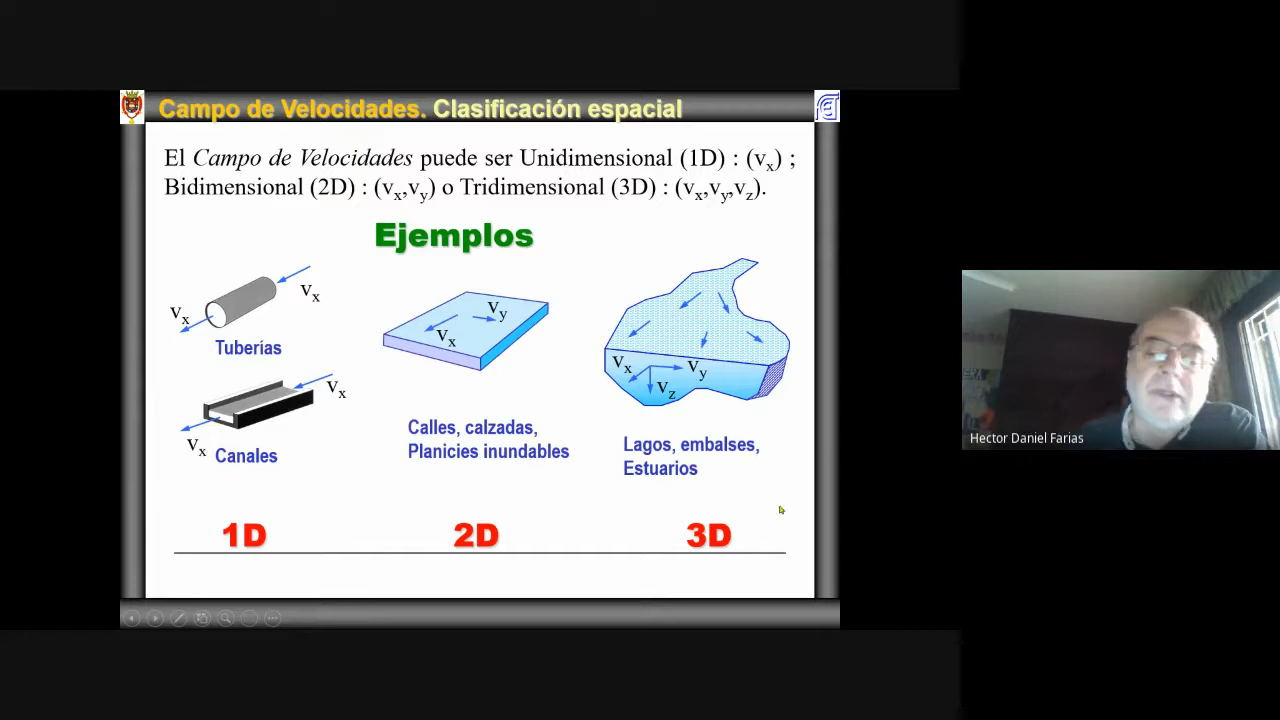 Campo de Velocidades. Clasificación espacial
El Campo de Velocidades puede ser Unidimensional (1D) : (vx) ;
Bidimensional (2D) : (vx,vy) o Tridimensional (3D) : (vx,vy,vz).
Ejemplos
vx
vx
Tuberías
vx
vx
Canales
vy
vx
Calles, calzadas,
Planicies inundables
vx
vy
vz
Lagos, embalses,
Estuarios
1D
2D
3D
Hector Daniel Farias